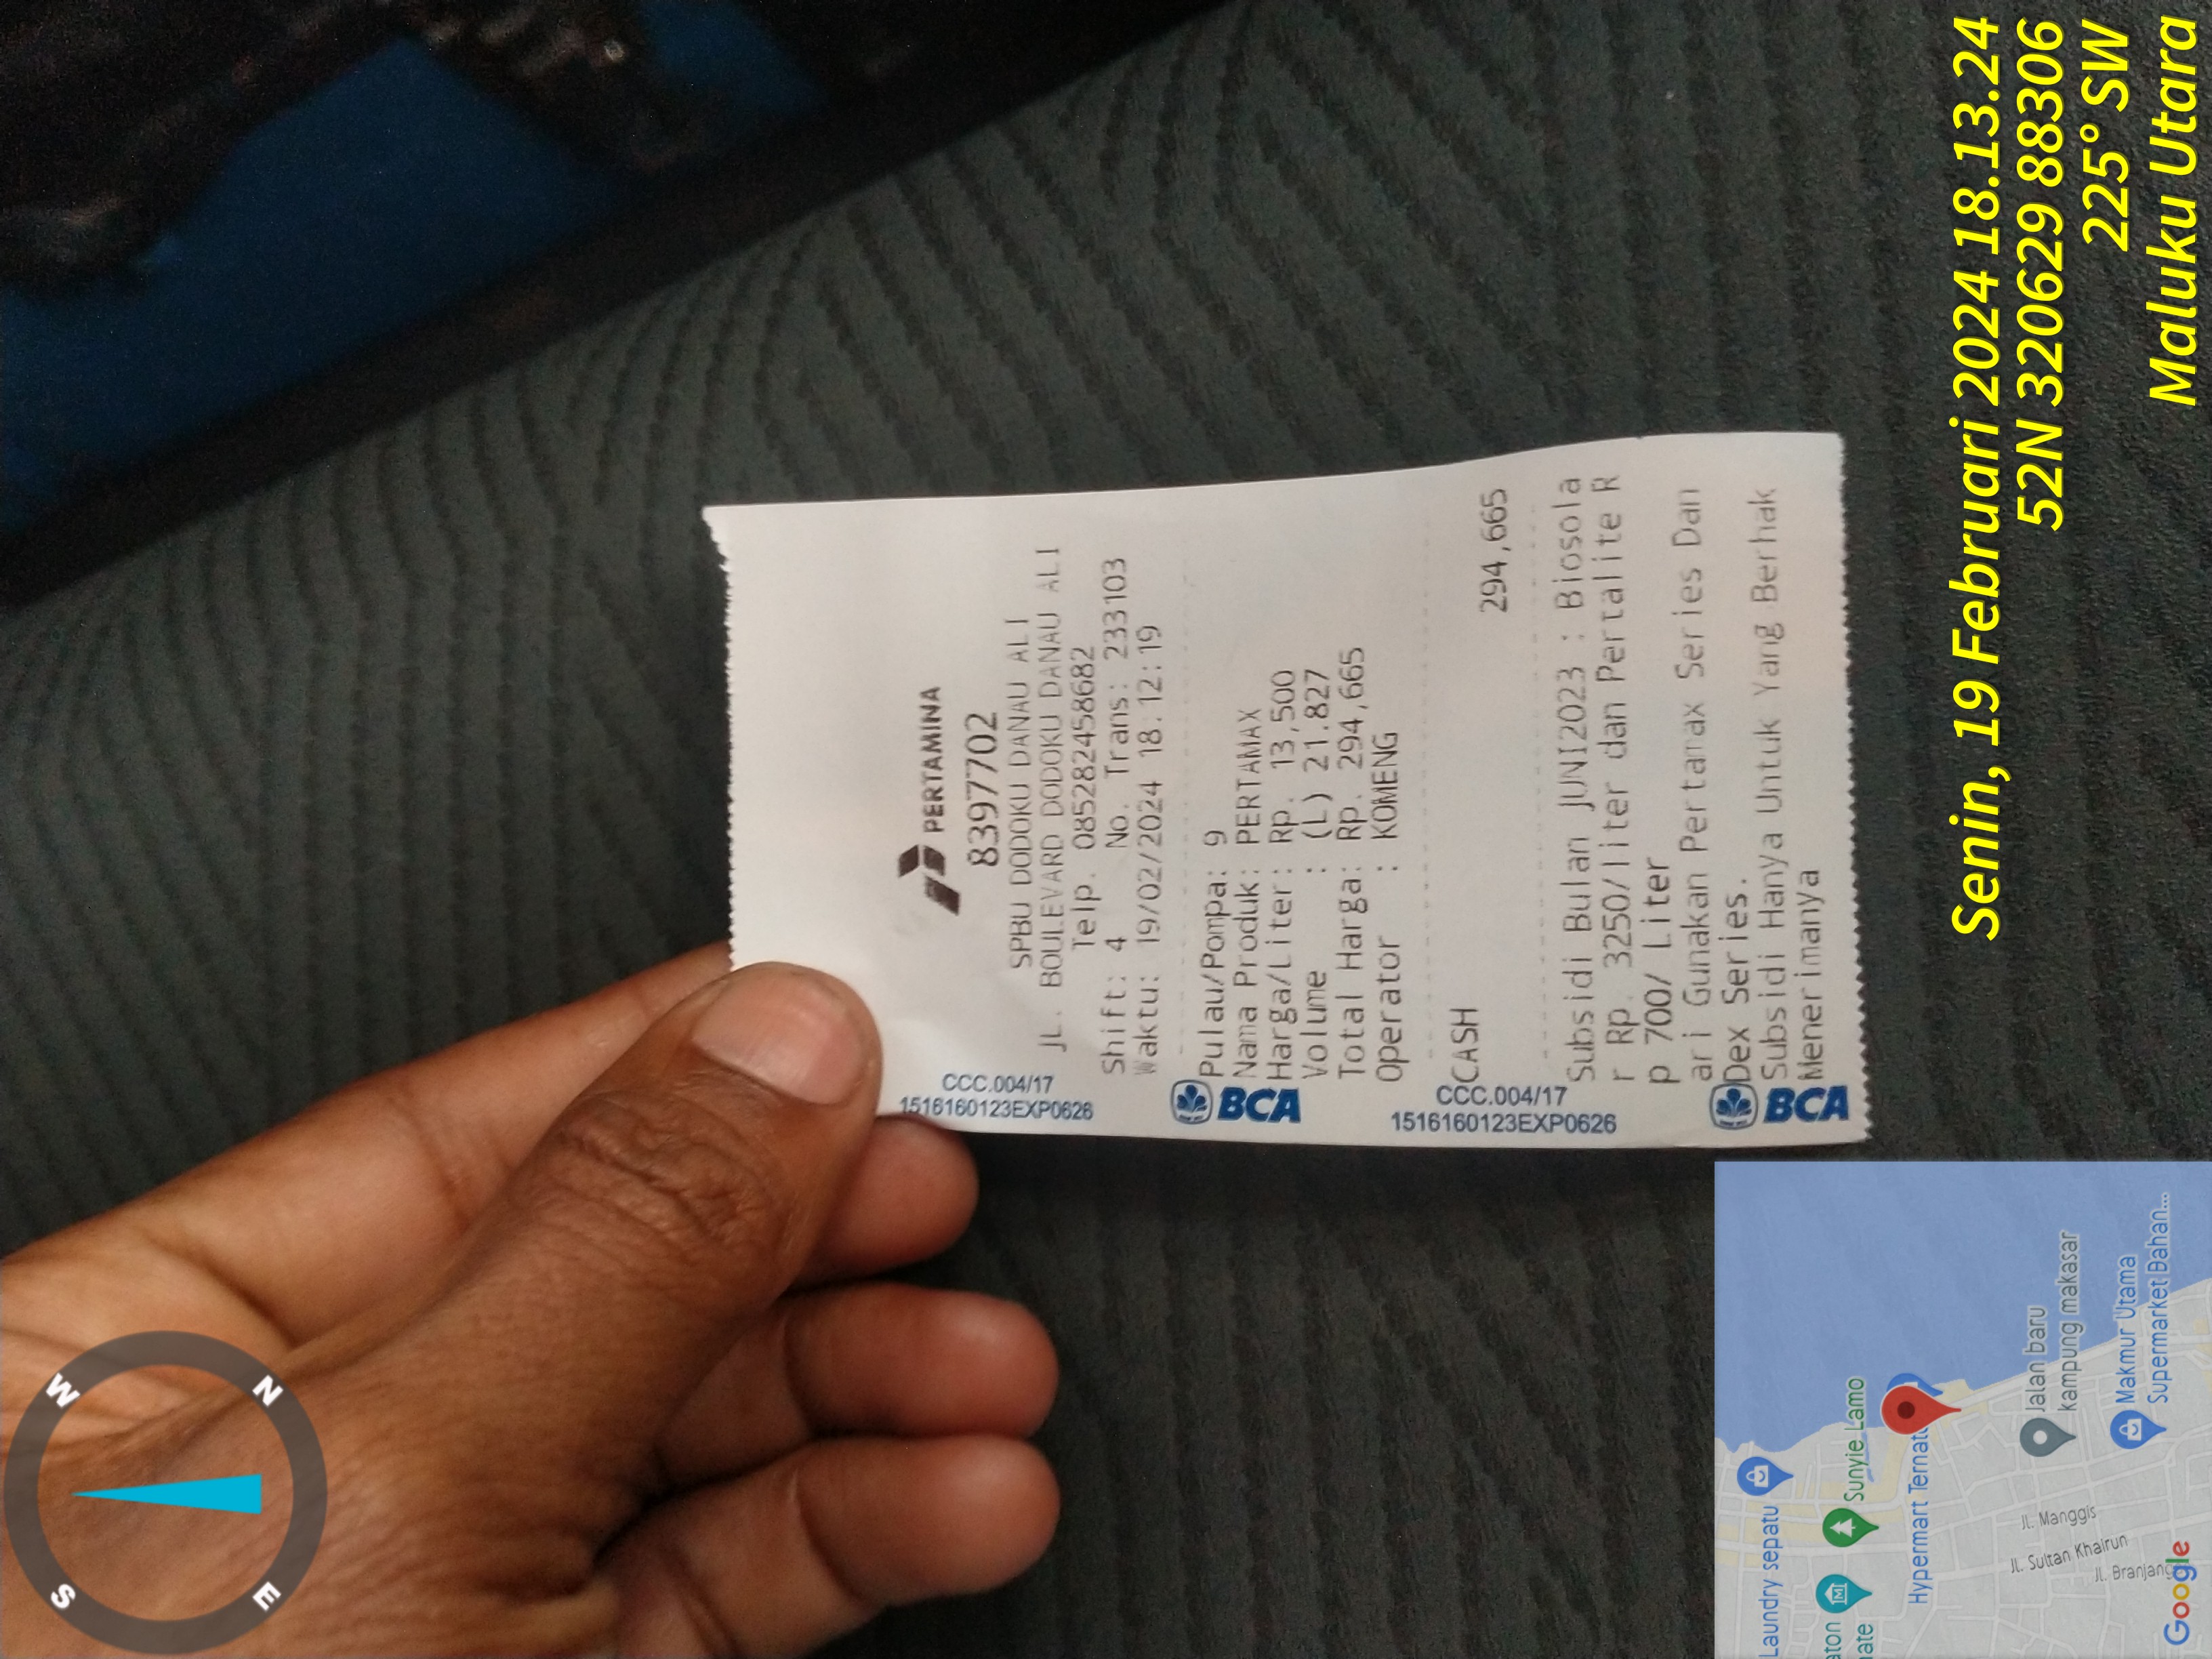 PERTAMINA
8397702
SPBU DODOKU DANAU ALI
JL. BOULEVARD DODOKU DANAU ALI
Telp. 085282458682
Shift: 4 No. Trans: 233103
Waktu: 19/02/2024 18:12:19
Pulau/Pompa: 9
Nama Produk: PERTAMAX
Harga/Liter: Rp. 13,500
Volume : (L) 21.827
Total Harga: Rp. 294,665
Operator : KOMENG
CASH 294,665
Subsidi Bulan JUNI2023 : Biosola
r Rp. 3250/liter dan Pertalite R
p 700/ Liter
ari Gunakan Pertamax Series Dan
Dex Series.
Subsidi Hanya Untuk Yang Berhak
Menerimanya
CCC.004/17
1516160123EXP0626
BCA
CCC.004/17
1516160123EXP0626
BCA
Senin, 19 Februari 2024 18.13.24
52N 320629 88306
225° SW
Maluku Utara
W
N
S
E
Laundry sepatu
Sunyie Lamo
Hypermart Ternate
Jalan baru
kampung makasar
Makmur Utama
Supermarket Bahan...
Jl. Manggis
Jl. Sultan Khairun
Jl. Branjang
Google